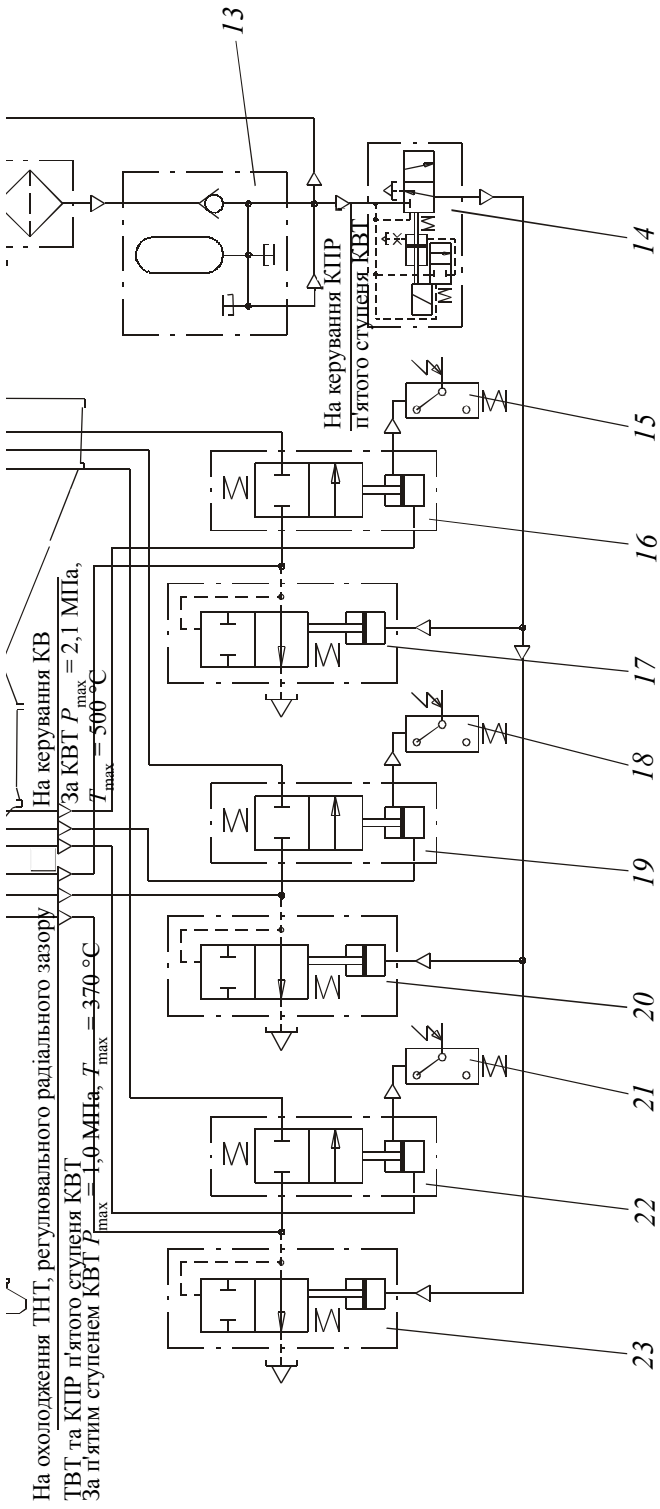 На охолодження ТНТ, регулювального радіального зазору
ТВТ та КПР п'ятого ступеня КВТ
За п'ятим ступенем КВТ P max = 1,0 МПа, T max = 370 °C
На керування КВ
За КВТ P max = 2,1 МПа,
T max = 500 °C
На керування КПР
п'ятого ступеня КВТ
13
14
15
16
17
18
19
20
21
22
23